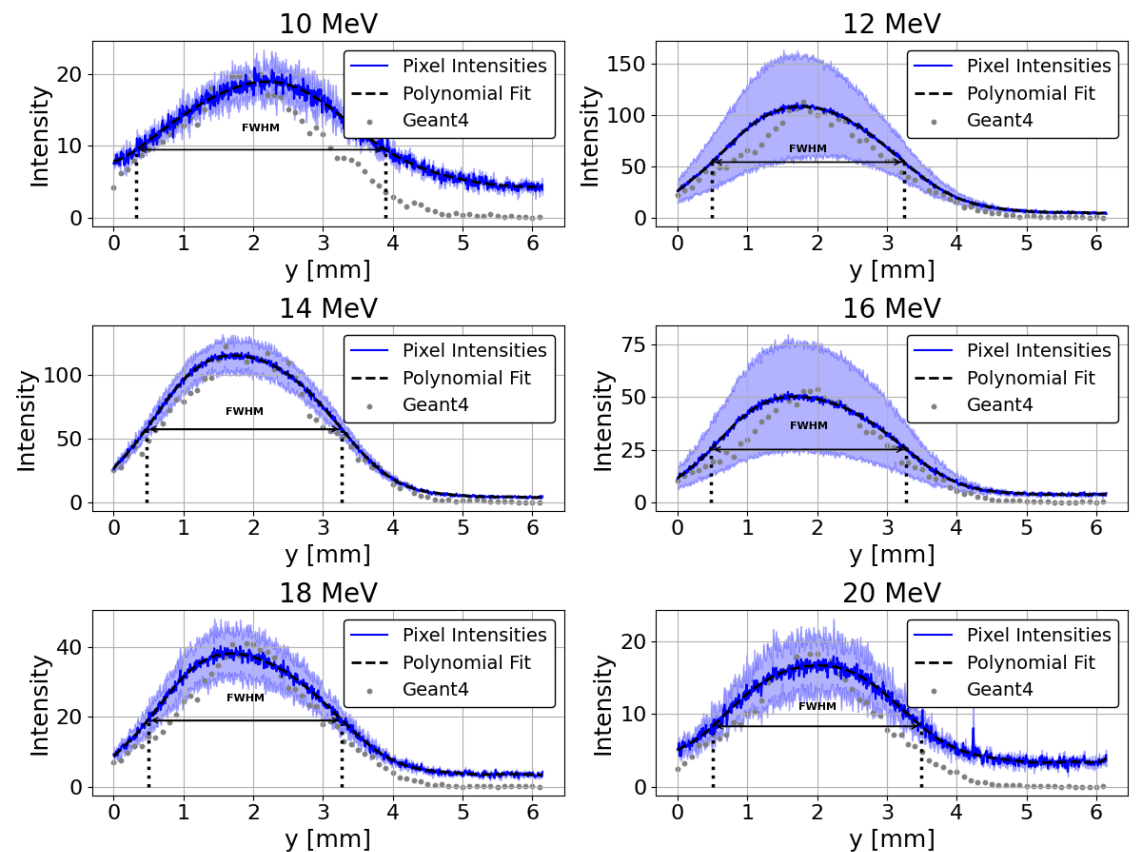 10 MeV
20
10
0
Intensity
Pixel Intensities
Polynomial Fit
Geant4
FWHM
0 1 2 3 4 5 6
y [mm]
12 MeV
150
100
50
0
Intensity
Pixel Intensities
Polynomial Fit
Geant4
FWHM
0 1 2 3 4 5 6
y [mm]
14 MeV
100
50
0
Intensity
Pixel Intensities
Polynomial Fit
Geant4
FWHM
0 1 2 3 4 5 6
y [mm]
16 MeV
75
50
25
0
Intensity
Pixel Intensities
Polynomial Fit
Geant4
FWHM
0 1 2 3 4 5 6
y [mm]
18 MeV
40
20
0
Intensity
Pixel Intensities
Polynomial Fit
Geant4
FWHM
0 1 2 3 4 5 6
y [mm]
20 MeV
20
10
0
Intensity
Pixel Intensities
Polynomial Fit
Geant4
FWHM
0 1 2 3 4 5 6
y [mm]